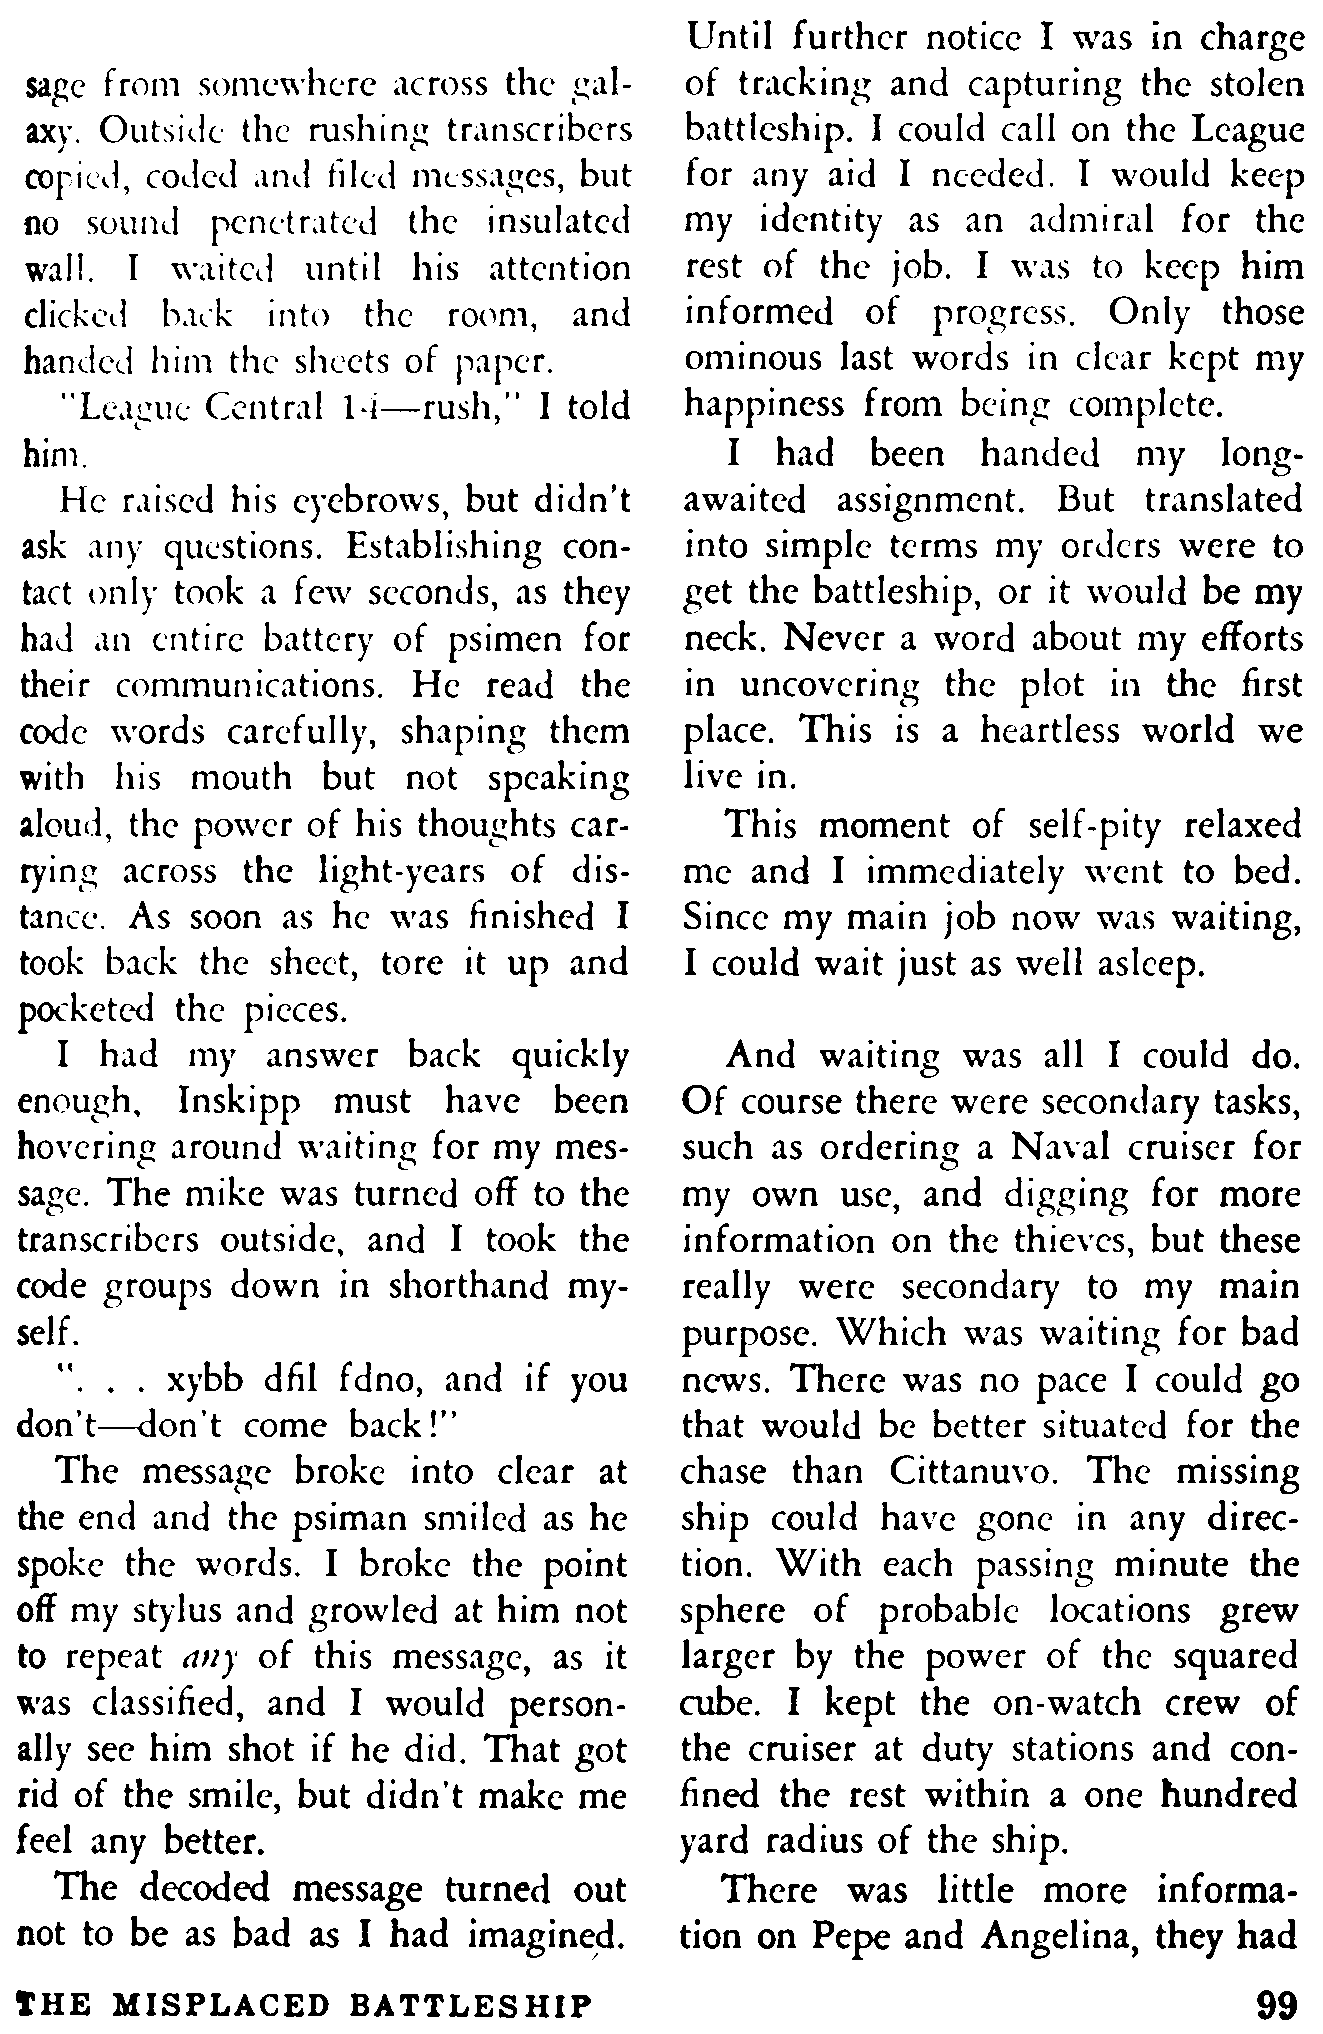 sage from somewhere across the gal-
axy. Outside the rushing transcribers
copied, coded and filed messages, but
no sound penetrated the insulated
wall. I waited until his attention
clicked back into the room, and
handed him the sheets of paper.
"League Central 14—rush," I told
him.
He raised his eyebrows, but didn't
ask any questions. Establishing con-
tact only took a few seconds, as they
had an entire battery of psimen for
their communications. He read the
code words carefully, shaping them
with his mouth but not speaking
aloud, the power of his thoughts car-
rying across the light-years of dis-
tance. As soon as he was finished I
took back the sheet, tore it up and
pocketed the pieces.
I had my answer back quickly
enough, Inskipp must have been
hovering around waiting for my mes-
sage. The mike was turned off to the
transcribers outside, and I took the
code groups down in shorthand my-
self.
". . . xybb dfil fdno, and if you
don't—don't come back!"
The message broke into clear at
the end and the psiman smiled as he
spoke the words. I broke the point
off my stylus and growled at him not
to repeat any of this message, as it
was classified, and I would person-
ally see him shot if he did. That got
rid of the smile, but didn't make me
feel any better.
The decoded message turned out
not to be as bad as I had imagined.
Until further notice I was in charge
of tracking and capturing the stolen
battleship. I could call on the League
for any aid I needed. I would keep
my identity as an admiral for the
rest of the job. I was to keep him
informed of progress. Only those
ominous last words in clear kept my
happiness from being complete.
I had been handed my long-
awaited assignment. But translated
into simple terms my orders were to
get the battleship, or it would be my
neck. Never a word about my efforts
in uncovering the plot in the first
place. This is a heartless world we
live in.
This moment of self-pity relaxed
me and I immediately went to bed.
Since my main job now was waiting,
I could wait just as well asleep.
And waiting was all I could do.
Of course there were secondary tasks,
such as ordering a Naval cruiser for
my own use, and digging for more
information on the thieves, but these
really were secondary to my main
purpose. Which was waiting for bad
news. There was no pace I could go
that would be better situated for the
chase than Cittanuvo. The missing
ship could have gone in any direc-
tion. With each passing minute the
sphere of probable locations grew
larger by the power of the squared
cube. I kept the on-watch crew of
the cruiser at duty stations and con-
fined the rest within a one hundred
yard radius of the ship.
There was little more informa-
tion on Pepe and Angelina, they had
THE MISPLACED BATTLESHIP
99